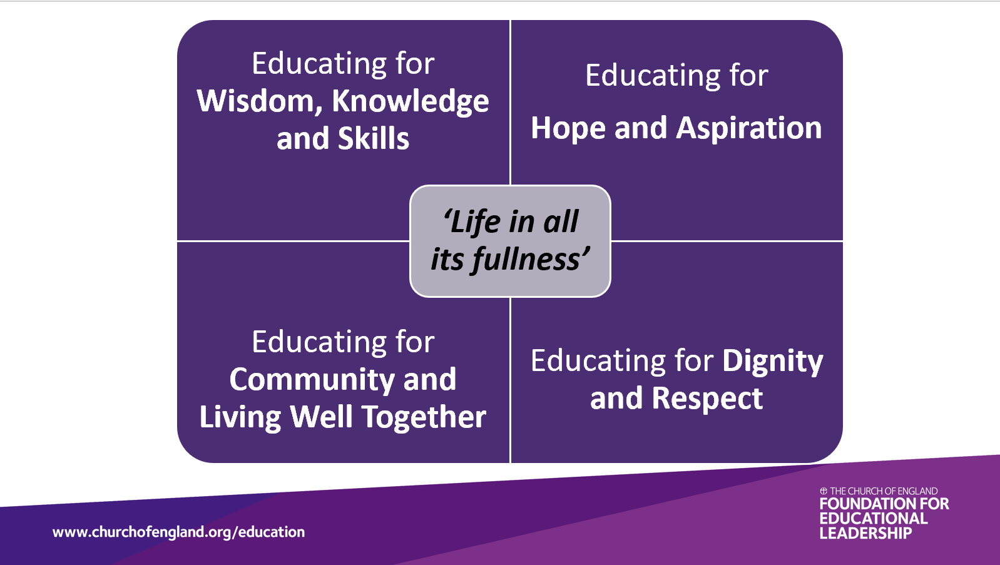 Educating for
Wisdom, Knowledge
and Skills
Educating for
Hope and Aspiration
‘Life in all
its fullness’
Educating for
Community and
Living Well Together
Educating for Dignity
and Respect
www.churchofengland.org/education
THE CHURCH OF ENGLAND
FOUNDATION FOR
EDUCATIONAL
LEADERSHIP